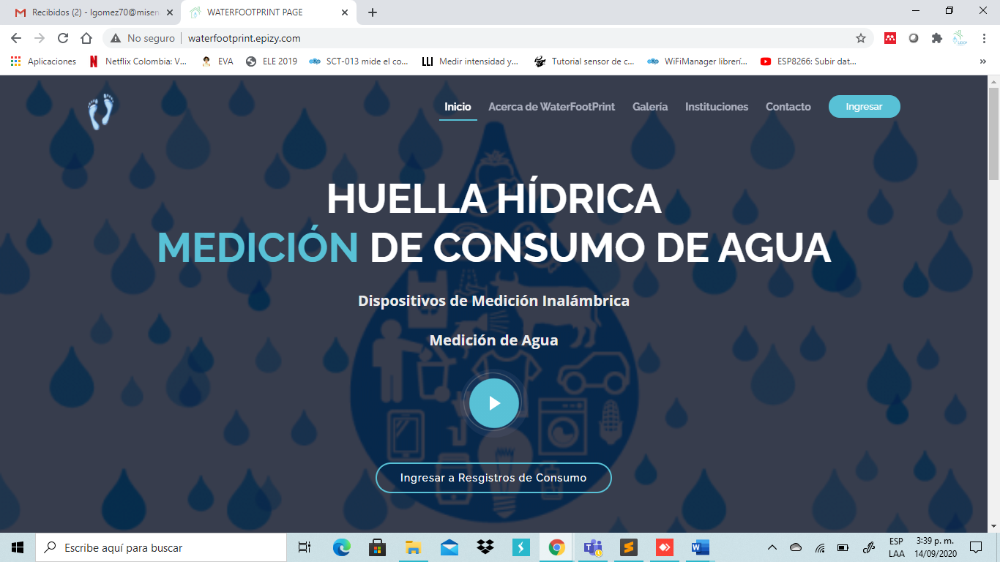 Recibidos (2) - lgomez70@misen
WATERFOOTPRINT PAGE
No seguro
waterfootprint.epizy.com
Aplicaciones
Netflix Colombia: V...
EVA
ELE 2019
SCT-013 mide el co...
Medir intensidad y...
Tutorial sensor de c...
WiFiManager librerí...
ESP8266: Subir dat...
Inicio
Acerca de WaterFootPrint
Galería
Instituciones
Contacto
Ingresar
HUELLA HÍDRICA
MEDICIÓN DE CONSUMO DE AGUA
Dispositivos de Medición Inalámbrica
Medición de Agua
Ingresar a Resgistros de Consumo
Escribe aquí para buscar
ESP
LAA
3:39 p. m.
14/09/2020